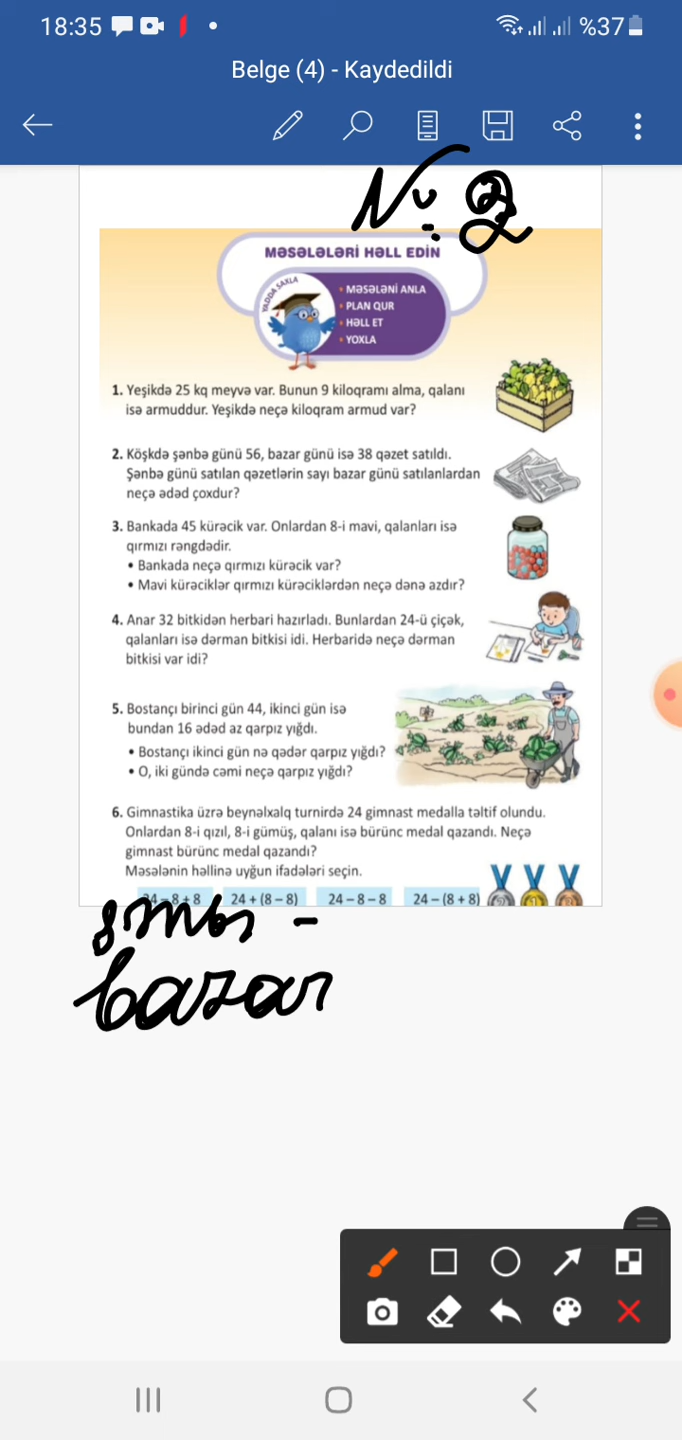 18:35 %37
Belge (4) - Kaydedildi
№ 2
MƏSƏLƏLƏRİ HƏLL EDİN
YADDA SAXLA
• MƏSƏLƏNİ ANLA
• PLAN QUR
• HƏLL ET
• YOXLA
1. Yeşikdə 25 kq meyvə var. Bunun 9 kiloqramı alma, qalanı
isə armuddur. Yeşikdə neçə kiloqram armud var?
2. Köşkdə şənbə günü 56, bazar günü isə 38 qəzet satıldı.
Şənbə günü satılan qəzetlərin sayı bazar günü satılanlardan
neçə ədəd çoxdur?
3. Bankada 45 kürəcik var. Onlardan 8-i mavi, qalanları isə
qırmızı rəngdədir.
• Bankada neçə qırmızı kürəcik var?
• Mavi kürəciklər qırmızı kürəciklərdən neçə dənə azdır?
4. Anar 32 bitkidən herbari hazırladı. Bunlardan 24-ü çiçək,
qalanları isə dərman bitkisi idi. Herbaridə neçə dərman
bitkisi var idi?
5. Bostançı birinci gün 44, ikinci gün isə
bundan 16 ədəd az qarpız yığdı.
• Bostançı ikinci gün nə qədər qarpız yığdı?
• O, iki gündə cəmi neçə qarpız yığdı?
6. Gimnastika üzrə beynəlxalq turnirdə 24 gimnast medalla təltif olundu.
Onlardan 8-i qızıl, 8-i gümüş, qalanı isə bürünc medal qazandı. Neçə
gimnast bürünc medal qazandı?
Məsələnin həllinə uyğun ifadələri seçin.
24 – 8 + 8 24 + (8 – 8) 24 – 8 – 8 24 – (8 + 8)
bazar